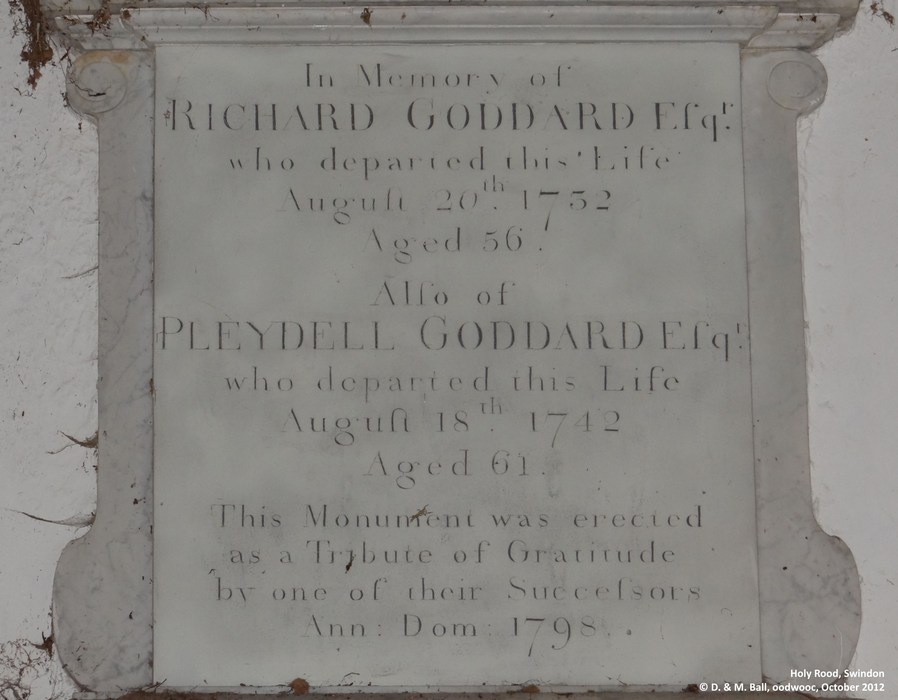 In Memory of
RICHARD GODDARD Eſqr.
who departed this Life
Auguſt 20th. 1732
Aged 56.
Alſo of
PLEYDELL GODDARD Eſqr.
who departed this Life
Auguſt 18th. 1742
Aged 61.
This Monument was erected
as a Tribute of Gratitude
by one of their Succeſsors
Ann: Dom: 1798.
Holy Rood, Swindon
© D. & M. Ball, oodwooc, October 2012